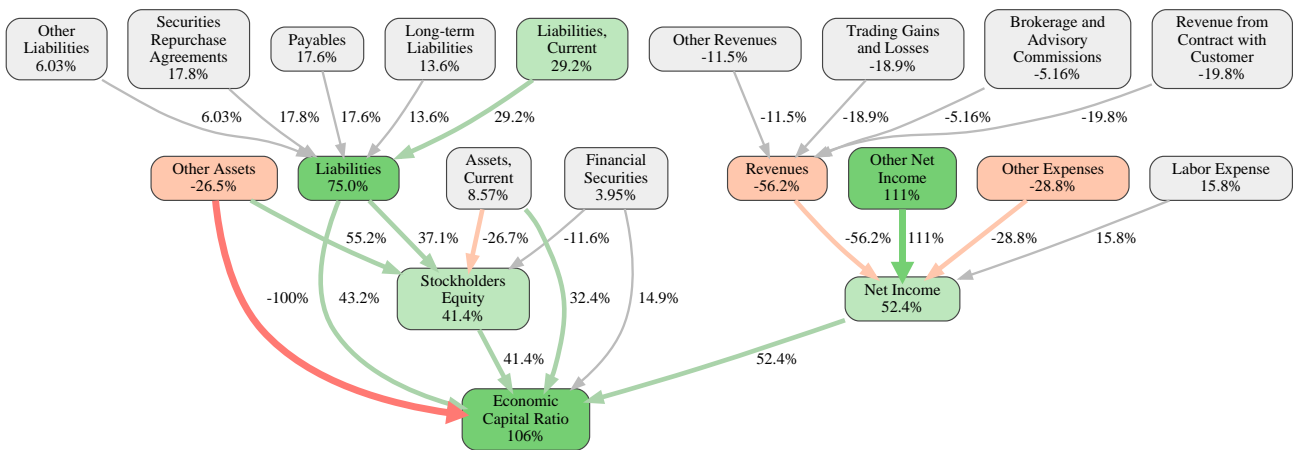 Other
Liabilities
6.03%
Securities
Repurchase
Agreements
17.8%
Payables
17.6%
Long-term
Liabilities
13.6%
Liabilities,
Current
29.2%
Other Revenues
-11.5%
Trading Gains
and Losses
-18.9%
Brokerage and
Advisory
Commissions
-5.16%
Revenue from
Contract with
Customer
-19.8%
6.03%
17.8%
17.6%
13.6%
29.2%
-11.5%
-18.9%
-5.16%
-19.8%
Other Assets
-26.5%
Liabilities
75.0%
Assets,
Current
8.57%
Financial
Securities
3.95%
Revenues
-56.2%
Other Net
Income
111%
Other Expenses
-28.8%
Labor Expense
15.8%
55.2%
37.1%
-26.7%
-11.6%
-56.2%
111%
-28.8%
15.8%
Stockholders
Equity
41.4%
Net Income
52.4%
-100%
43.2%
32.4%
14.9%
41.4%
52.4%
Economic
Capital Ratio
106%